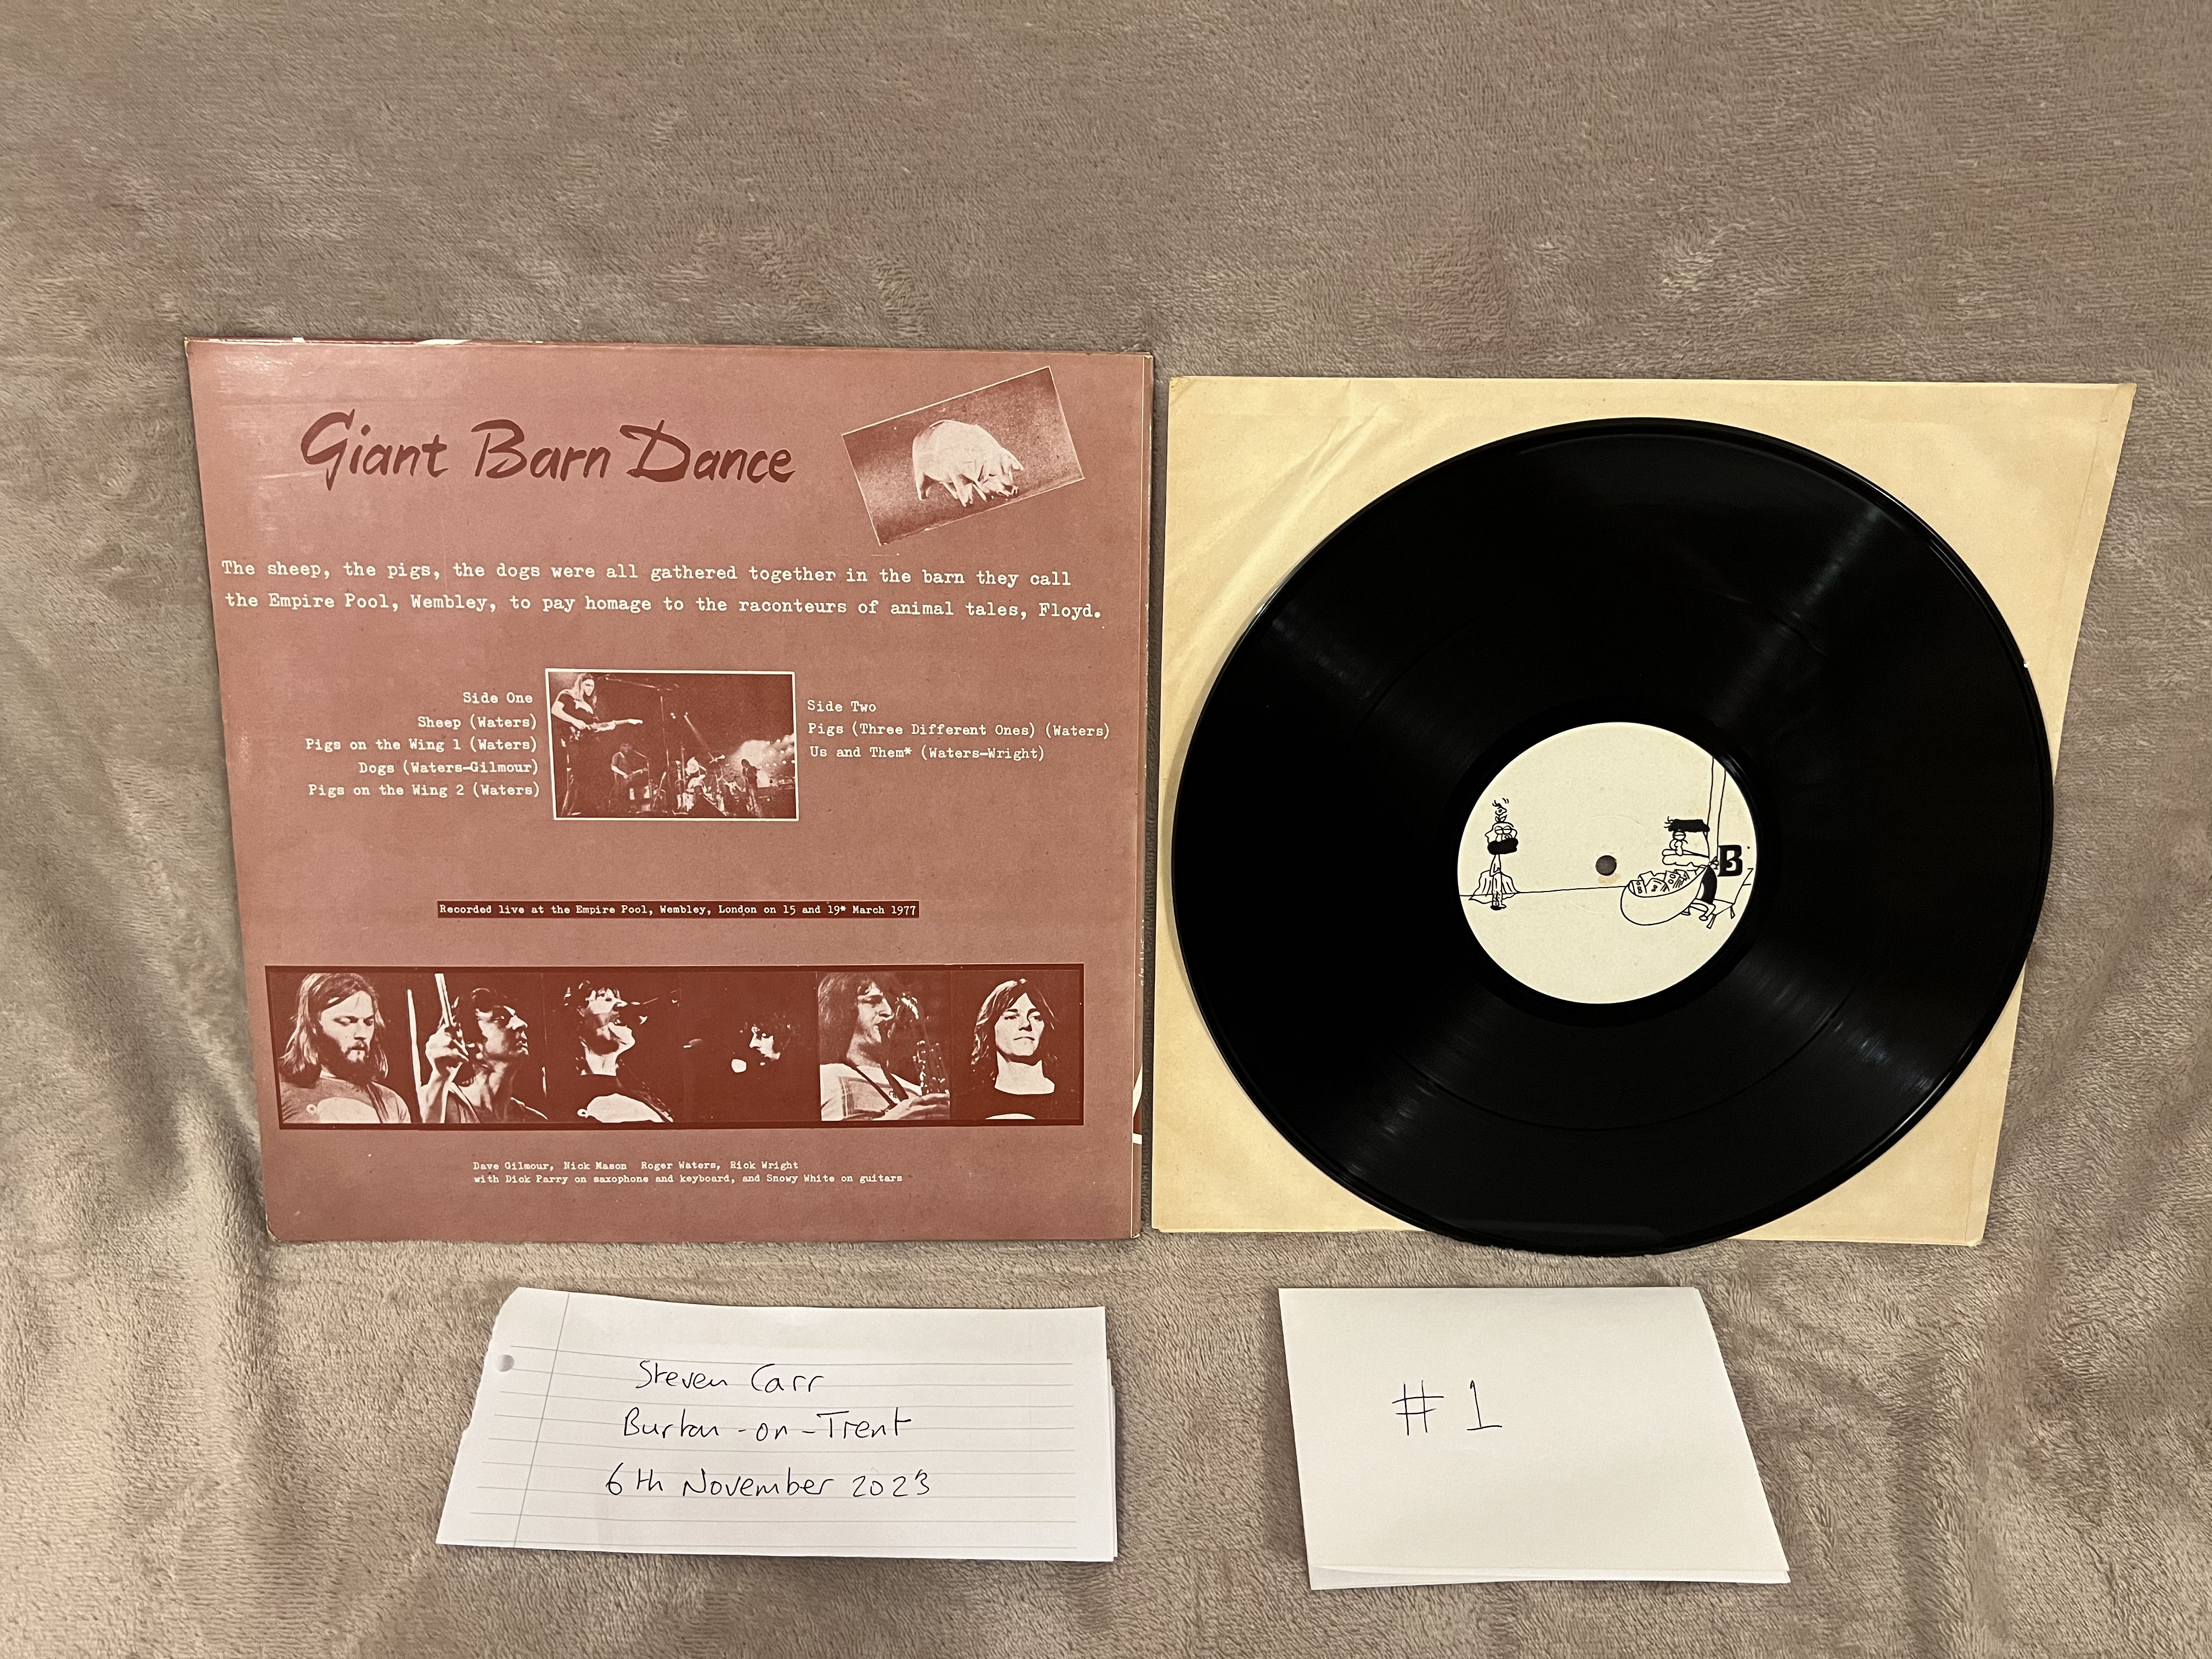 Giant Barn Dance
The sheep, the pigs, the dogs were all gathered together in the barn they call
the Empire Pool, Wembley, to pay homage to the raconteurs of animal tales, Floyd.
Side One
Sheep (Waters)
Pigs on the Wing 1 (Waters)
Dogs (Waters-Gilmour)
Pigs on the Wing 2 (Waters)
Side Two
Pigs (Three Different Ones) (Waters)
Us and Them* (Waters-Wright)
Recorded live at the Empire Pool, Wembley, London on 15 and 19* March 1977
Dave Gilmour, Nick Mason Roger Waters, Rick Wright
with Dick Parry on saxophone and keyboard, and Snowy White on guitars
B
Steven Carr
Burton-on-Trent
6th November 2023
#1